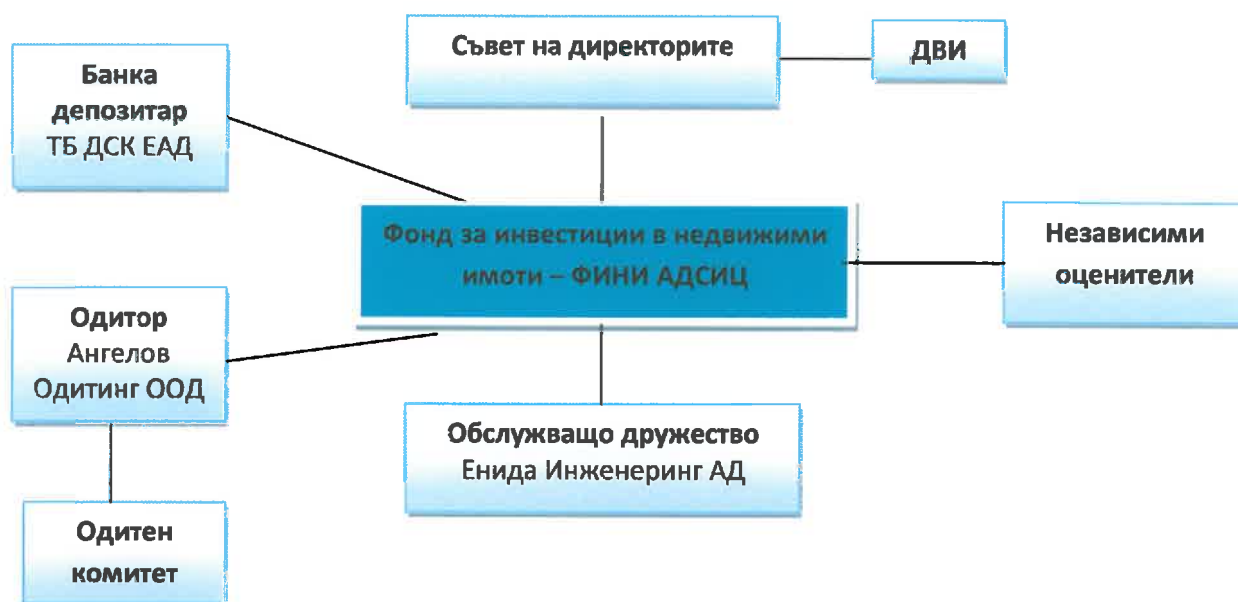 Съвет на директорите
ДВИ
Банка
депозитар
ТБ ДСК ЕАД
Фонд за инвестиции в недвижими
имоти – ФИНИ АДСИЦ
Независими
оценители
Одитор
Ангелов
Одитинг ООД
Обслужващо дружество
Енида Инженеринг АД
Одитен
комитет